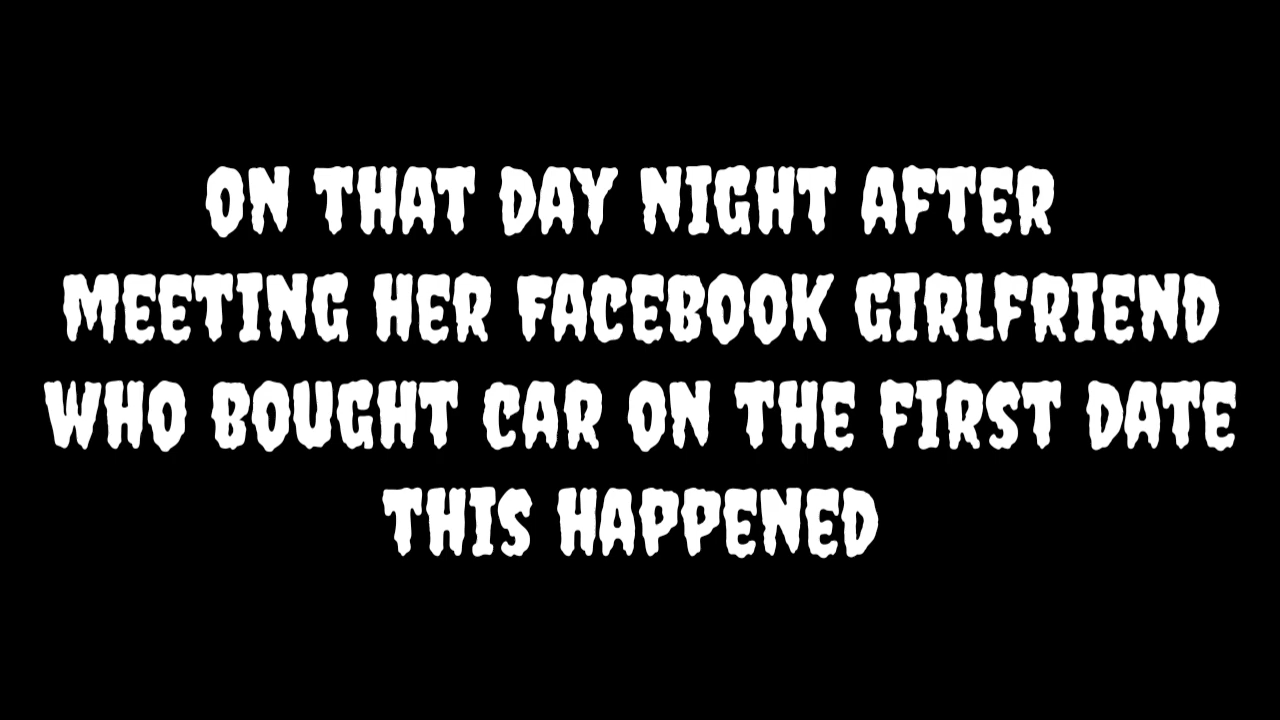 ON THAT DAY NIGHT AFTER
MEETING HER FACEBOOK GIRLFRIEND
WHO BOUGHT CAR ON THE FIRST DATE
THIS HAPPENED